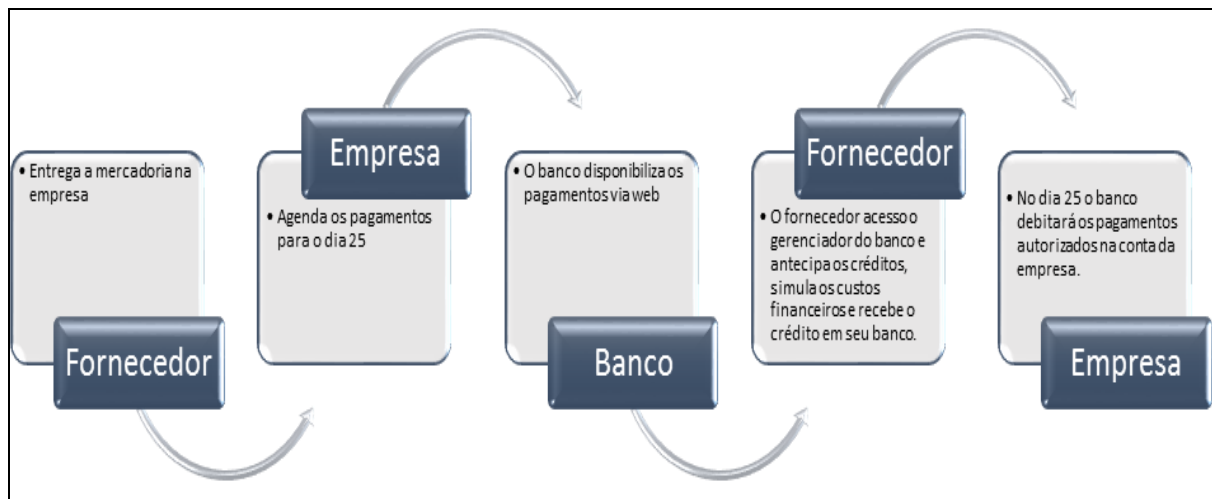 • Entrega a mercadoria na
empresa
Fornecedor
Empresa
• Agenda os pagamentos
para o dia 25
• O banco disponibiliza os
pagamentos via web
Banco
Fornecedor
• O fornecedor acesso o
gerenciador do banco e
antecipa os créditos,
simula os custos
financeiros e recebe o
crédito em seu banco.
• No dia 25 o banco
debitará os pagamentos
autorizados na conta da
empresa.
Empresa